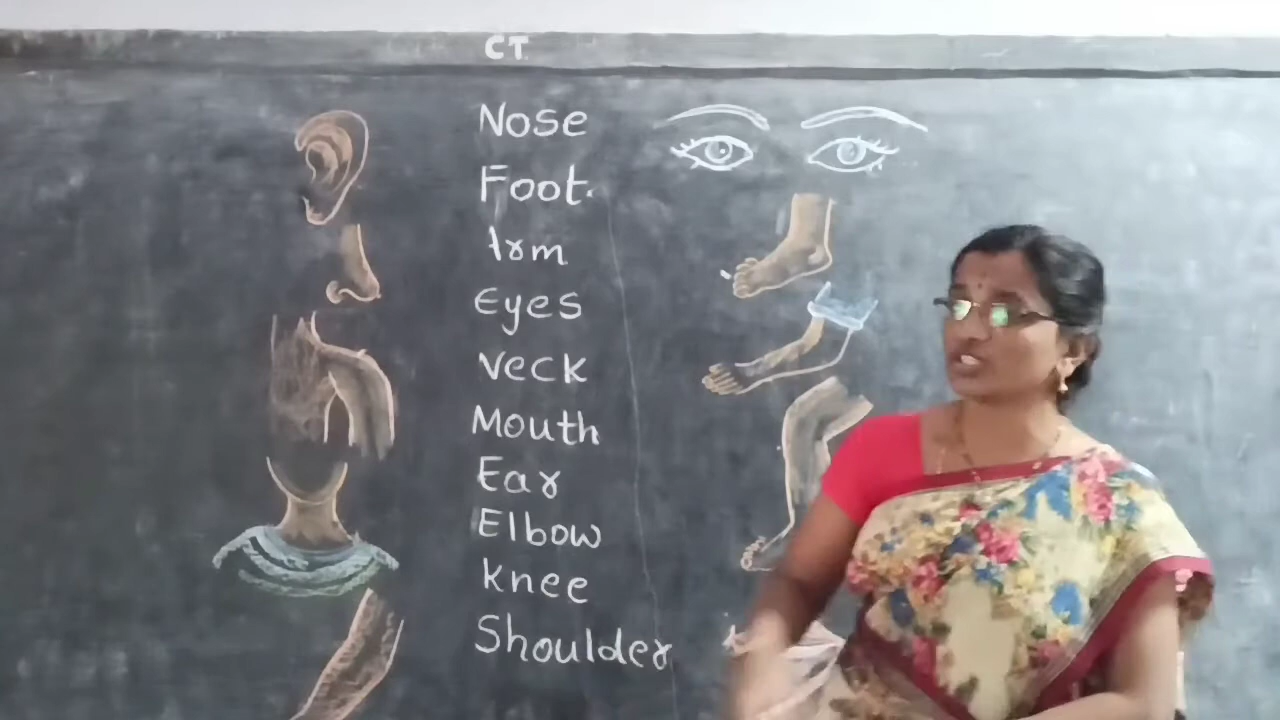 CT
Nose
Foot.
Arm
Eyes
Neck
Mouth
Ear
Elbow
knee
Shoulder